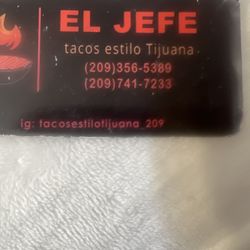 EL JEFE
tacos estilo Tijuana
(209)356-5389
(209)741-7233
ig: tacosestilotijuana_209